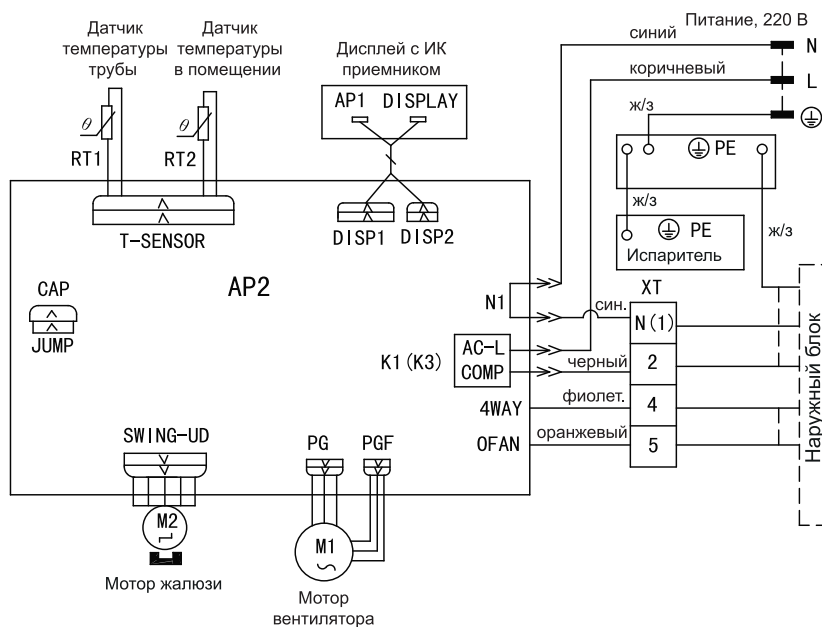 Датчик
температуры
трубы
Датчик
температуры
в помещении
Дисплей с ИК
приемником
Питание, 220 В
синий
N
коричневый
L
ж/з
AP1 DISPLAY
θ
RT1
θ
RT2
PE
ж/з
PE
Испаритель
ж/з
T-SENSOR
DISP1
DISP2
CAP
JUMP
AP2
N1
син.
XT
N(1)
K1(K3)
AC-L
COMP
черный
2
4WAY
фиолет.
4
OFAN
оранжевый
5
Наружный блок
SWING-UD
PG
PGF
M2
M1
Мотор жалюзи
Мотор
вентилятора